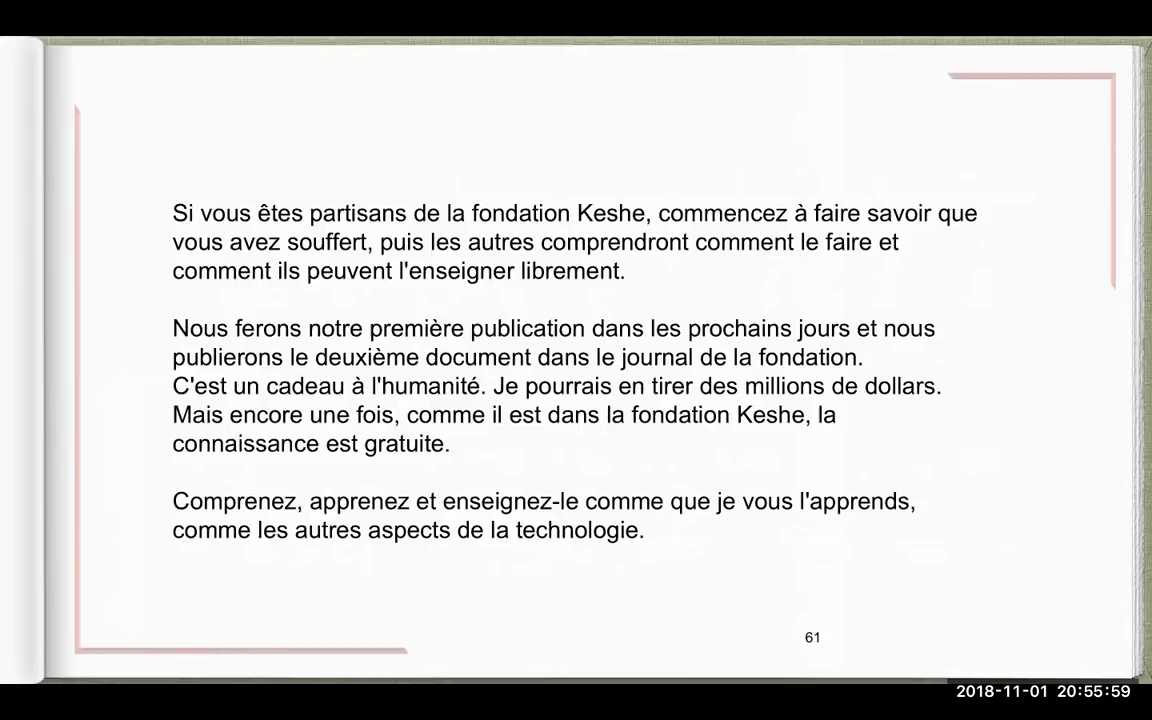 Si vous êtes partisans de la fondation Keshe, commencez à faire savoir que
vous avez souffert, puis les autres comprendront comment le faire et
comment ils peuvent l'enseigner librement.
Nous ferons notre première publication dans les prochains jours et nous
publierons le deuxième document dans le journal de la fondation.
C'est un cadeau à l'humanité. Je pourrais en tirer des millions de dollars.
Mais encore une fois, comme il est dans la fondation Keshe, la
connaissance est gratuite.
Comprenez, apprenez et enseignez-le comme que je vous l'apprends,
comme les autres aspects de la technologie.
61
2018-11-01 20:55:59